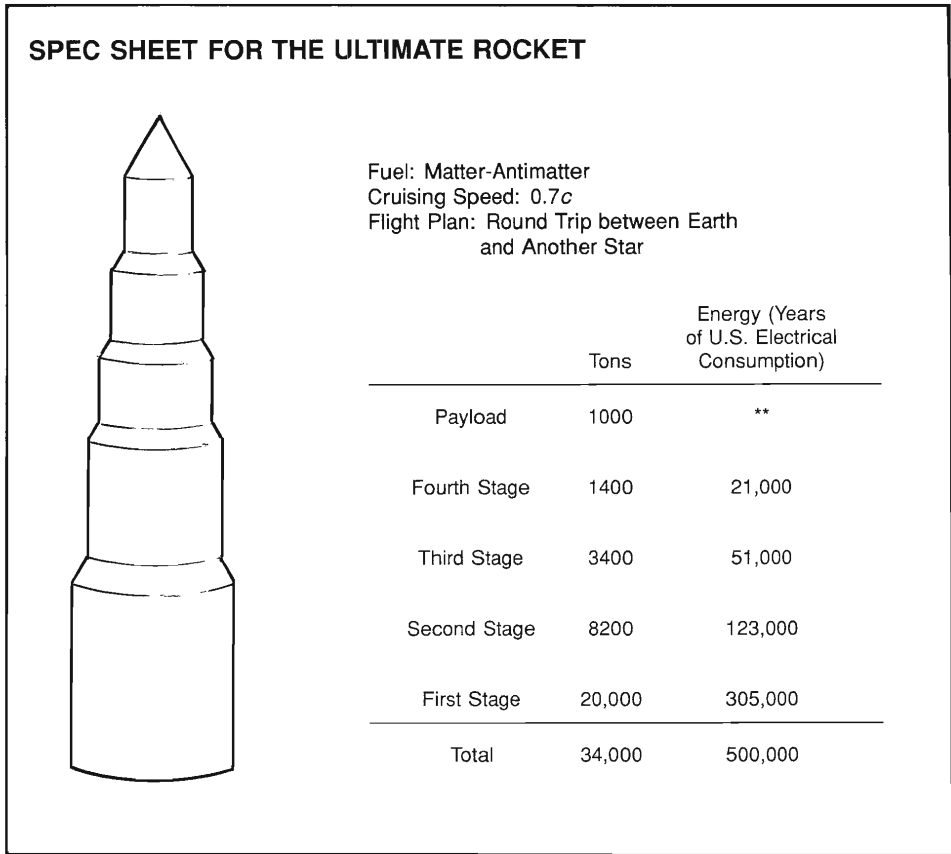 SPEC SHEET FOR THE ULTIMATE ROCKET
Fuel: Matter-Antimatter
Cruising Speed: 0.7c
Flight Plan: Round Trip between Earth
and Another Star
Energy (Years
of U.S. Electrical
Tons Consumption)
Payload 1000 **
Fourth Stage 1400 21,000
Third Stage 3400 51,000
Second Stage 8200 123,000
First Stage 20,000 305,000
Total 34,000 500,000